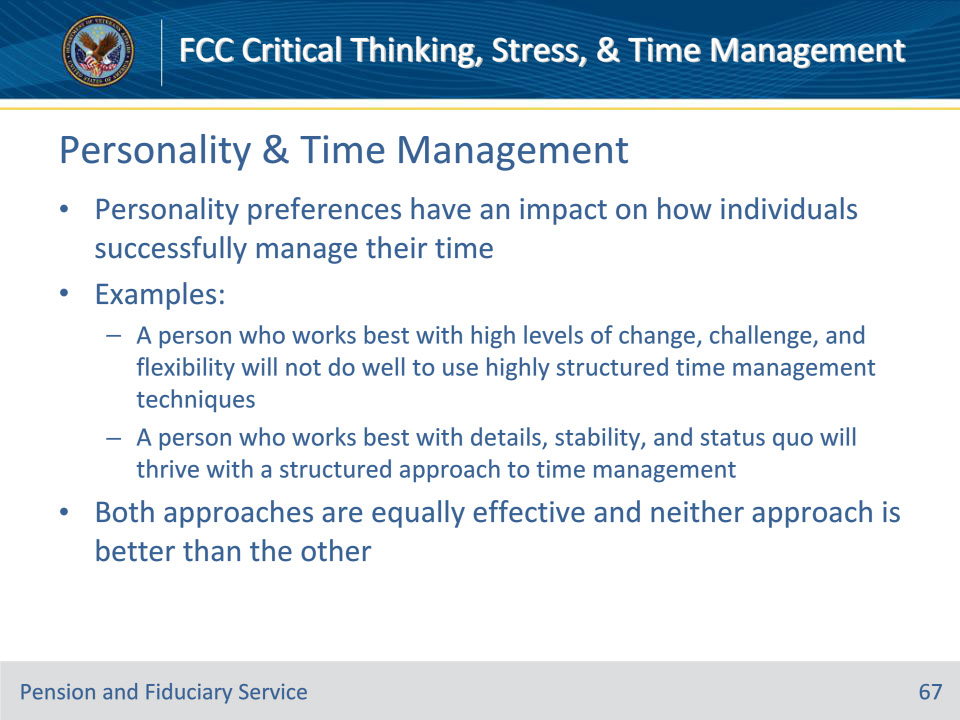 FCC Critical Thinking, Stress, & Time Management
Personality & Time Management
• Personality preferences have an impact on how individuals
successfully manage their time
• Examples:
– A person who works best with high levels of change, challenge, and
flexibility will not do well to use highly structured time management
techniques
– A person who works best with details, stability, and status quo will
thrive with a structured approach to time management
• Both approaches are equally effective and neither approach is
better than the other
Pension and Fiduciary Service
67